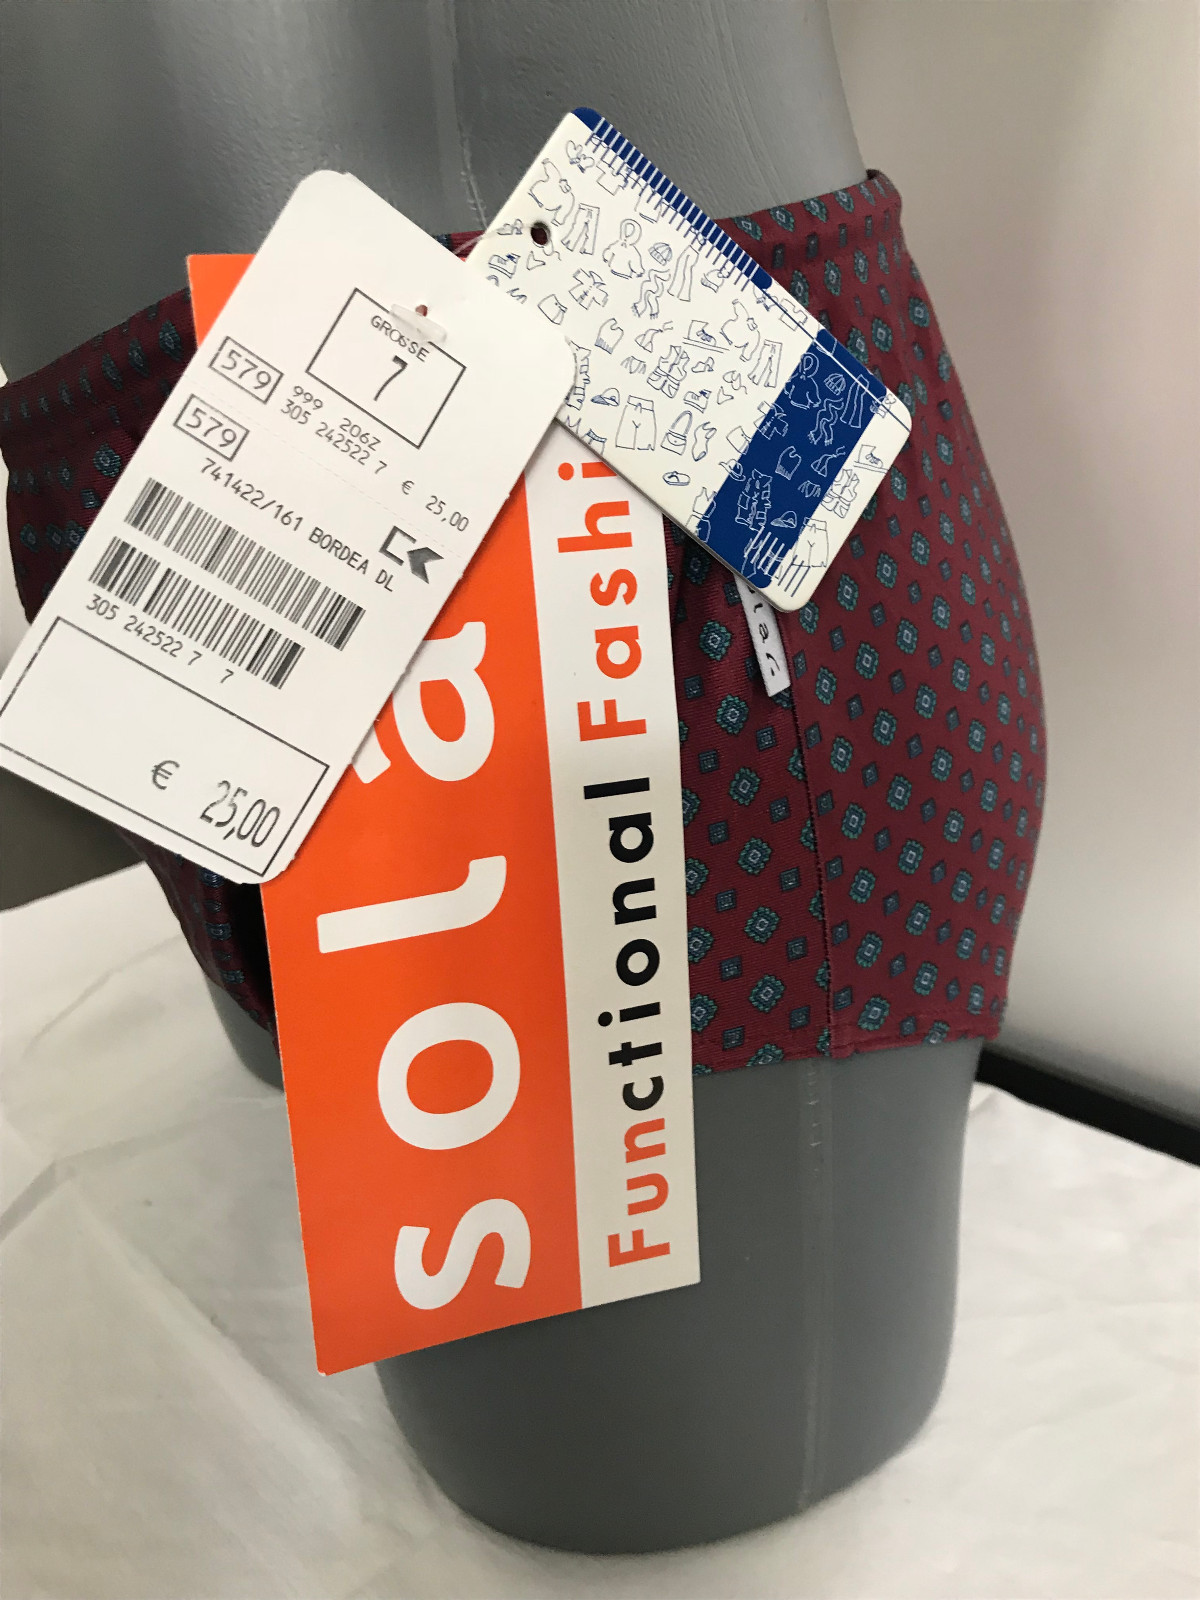 GRÖSSE
7
579
999 206Z
305 242522 7
€ 25,00
579
741422/161 BORDEA DL
305 242522 7 7
€ 25,00
sola
Functional Fashi